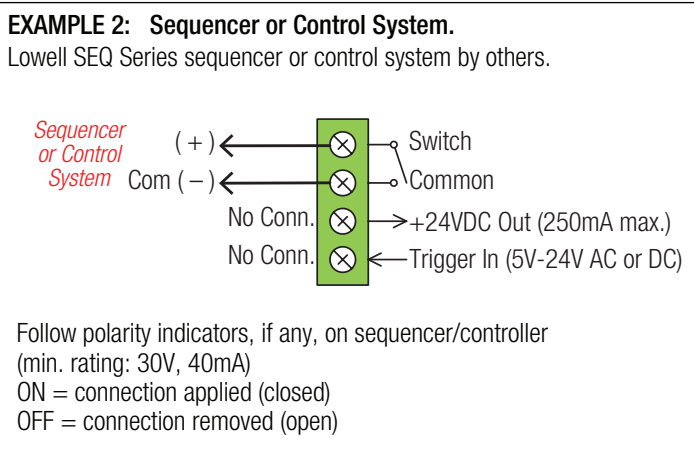 EXAMPLE 2: Sequencer or Control System.
Lowell SEQ Series sequencer or control system by others.
Sequencer
or Control
System
( + )
Com ( – )
No Conn.
No Conn.
Switch
Common
+24VDC Out (250mA max.)
Trigger In (5V-24V AC or DC)
Follow polarity indicators, if any, on sequencer/controller
(min. rating: 30V, 40mA)
ON = connection applied (closed)
OFF = connection removed (open)